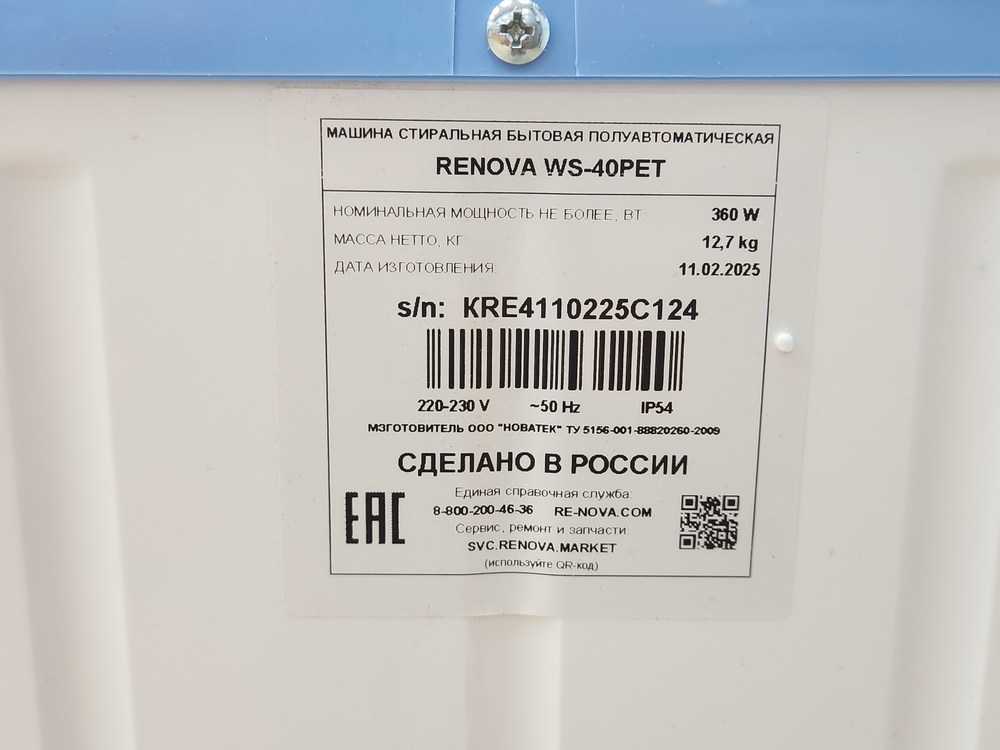 МАШИНА СТИРАЛЬНАЯ БЫТОВАЯ ПОЛУАВТОМАТИЧЕСКАЯ
RENOVA WS-40PET
НОМИНАЛЬНАЯ МОЩНОСТЬ НЕ БОЛЕЕ, ВТ: 360 W
МАССА НЕТТО, КГ: 12,7 kg
ДАТА ИЗГОТОВЛЕНИЯ: 11.02.2025
s/n: KRE4110225C124
220-230 V ~50 Hz IP54
МЗГОТОВИТЕЛЬ ООО "НОВАТЕК" ТУ 5156-001-88820260-2009
СДЕЛАНО В РОССИИ
EAC
Единая справочная служба:
8-800-200-46-36 RE-NOVA.COM
Сервис, ремонт и запчасти:
SVC.RENOVA.MARKET
(используйте QR-код)